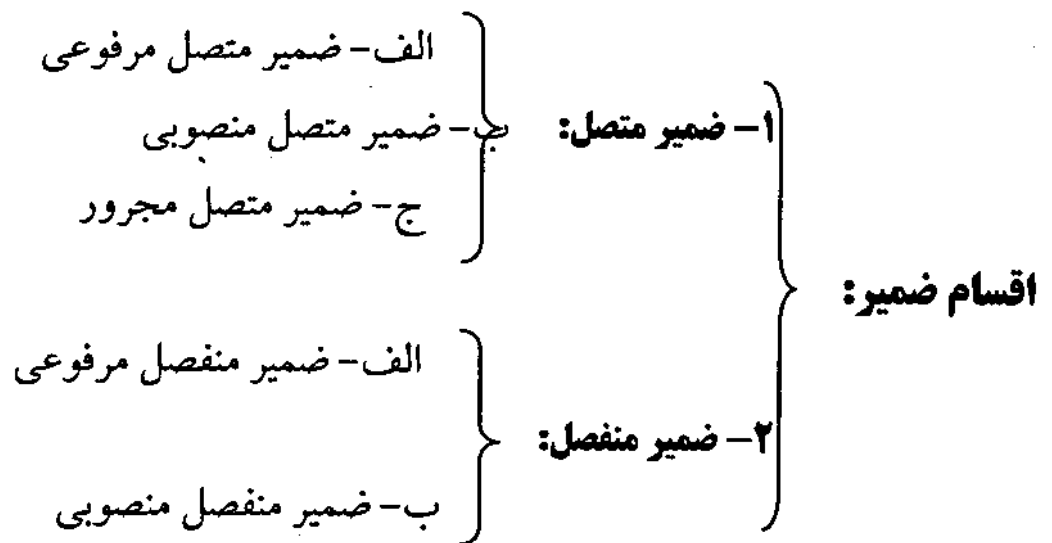 اقسام ضمیر:
۱– ضمیر متصل:
الف- ضمیر متصل مرفوعی
ب- ضمیر متصل منصوبی
ج- ضمیر متصل مجرور
۲– ضمیر منفصل:
الف- ضمیر منفصل مرفوعی
ب- ضمیر منفصل منصوبی